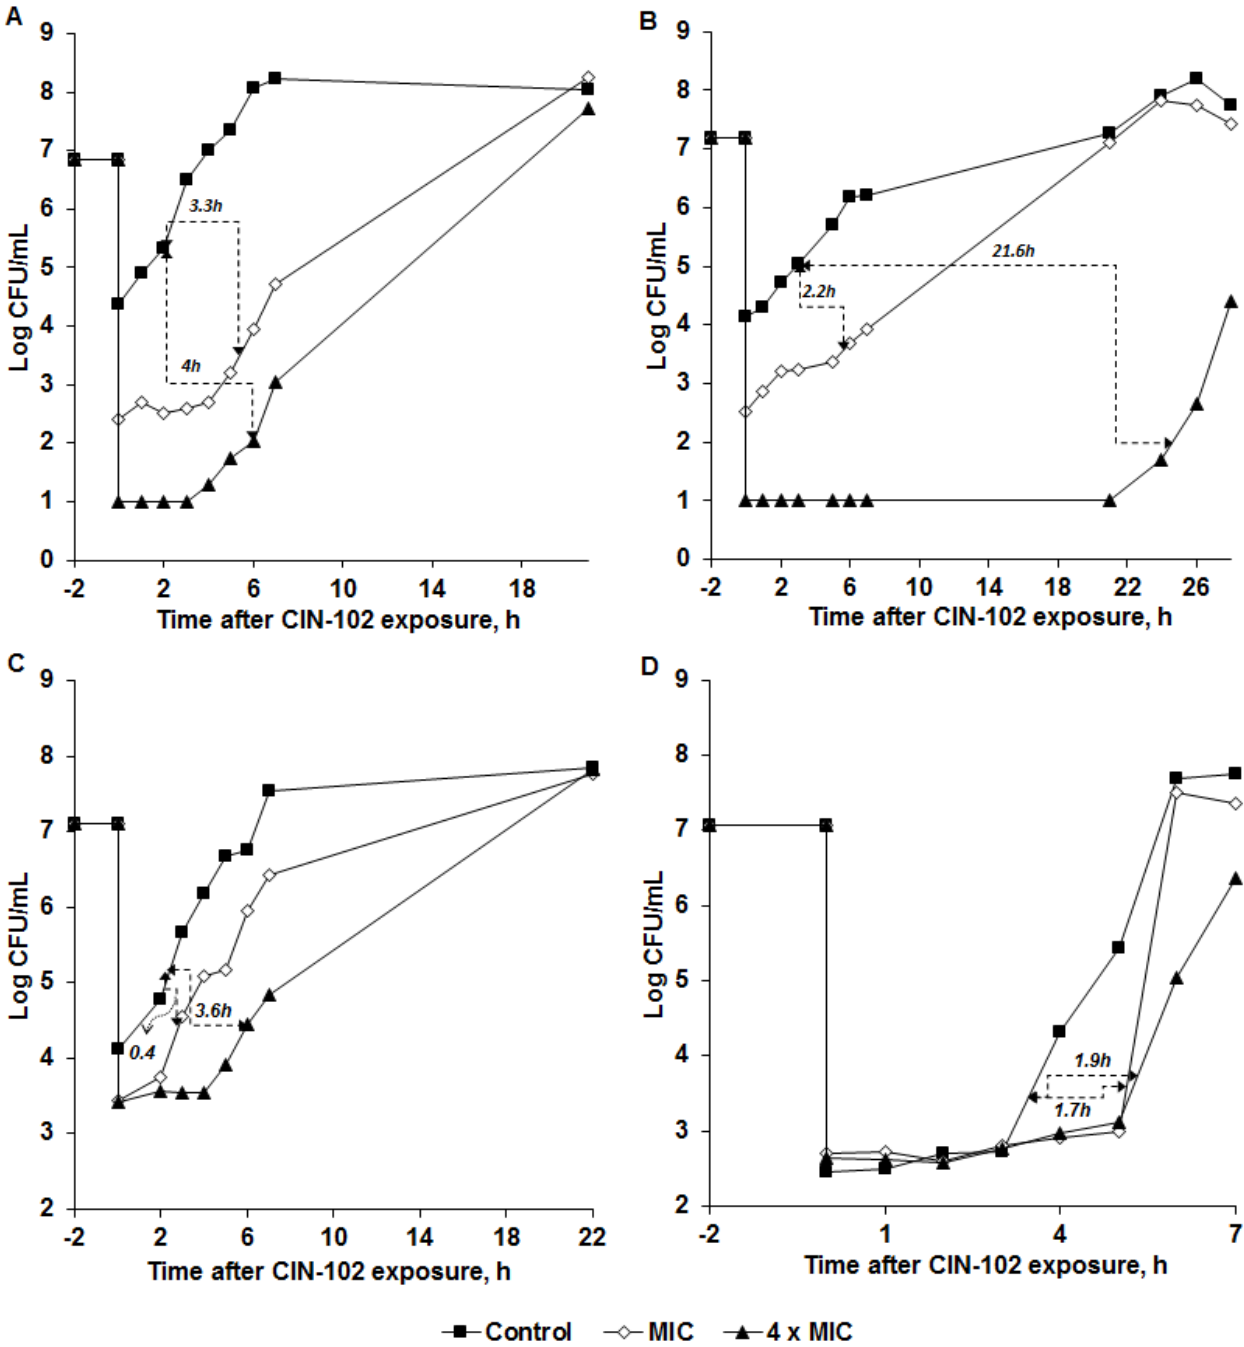 A
9
8
7
6
5
4
3
2
1
0
Log CFU/mL
3.3h
4h
-2 2 6 10 14 18
Time after CIN-102 exposure, h
B
9
8
7
6
5
4
3
2
1
0
Log CFU/mL
21.6h
2.2h
-2 2 6 10 14 18 22 26
Time after CIN-102 exposure, h
C
9
8
7
6
5
4
3
2
Log CFU/mL
3.6h
0.4
-2 2 6 10 14 18 22
Time after CIN-102 exposure, h
D
9
8
7
6
5
4
3
2
Log CFU/mL
1.9h
1.7h
-2 1 4 7
Time after CIN-102 exposure, h
Control MIC 4 x MIC